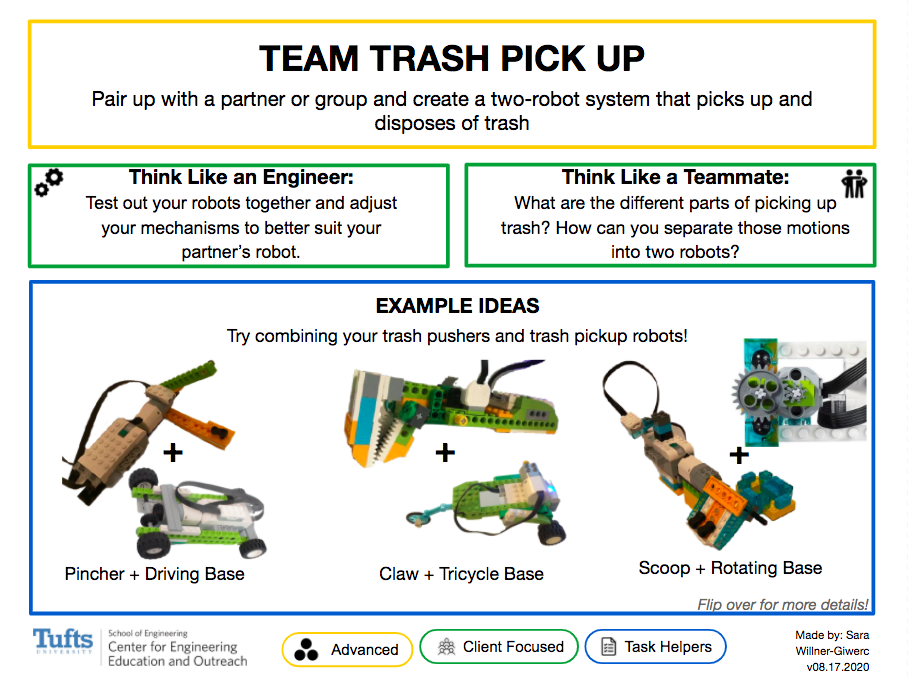 TEAM TRASH PICK UP
Pair up with a partner or group and create a two-robot system that picks up and
disposes of trash
Think Like an Engineer:
Test out your robots together and adjust
your mechanisms to better suit your
partner's robot.
Think Like a Teammate:
What are the different parts of picking up
trash? How can you separate those motions
into two robots?
EXAMPLE IDEAS
Try combining your trash pushers and trash pickup robots!
+
+
+
Pincher + Driving Base
Claw + Tricycle Base
Scoop + Rotating Base
Flip over for more details!
Tufts
UNIVERSITY
School of Engineering
Center for Engineering
Education and Outreach
Advanced
Client Focused
Task Helpers
Made by: Sara
Willner-Giwerc
v08.17.2020